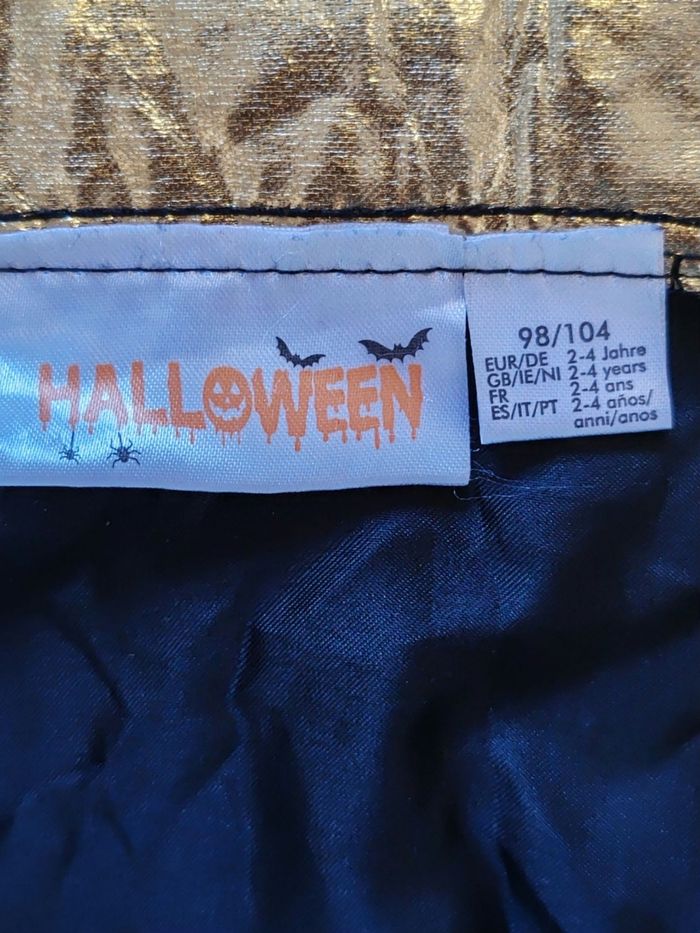 HALLOWEEN
98/104
EUR/DE 2-4 Jahre
GB/IE/NI 2-4 years
FR 2-4 ans
ES/IT/PT 2-4 años/
anni/anos